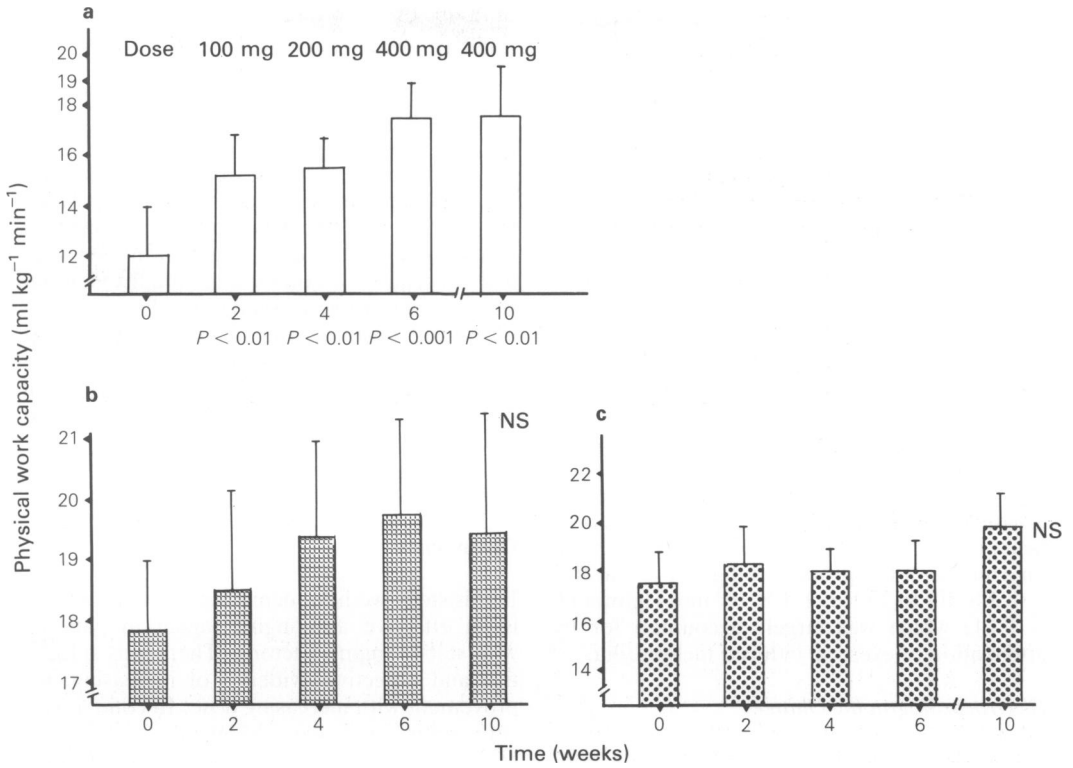 a
Dose 100 mg 200 mg 400 mg 400 mg
20
19
18
16
14
12
0 2 4 6 10
P < 0.01 P < 0.01 P < 0.001 P < 0.01
Physical work capacity (ml kg⁻¹ min⁻¹)
b
NS
21
20
19
18
17
0 2 4 6 10
c
22
20
18
16
14
NS
0 2 4 6 10
Time (weeks)